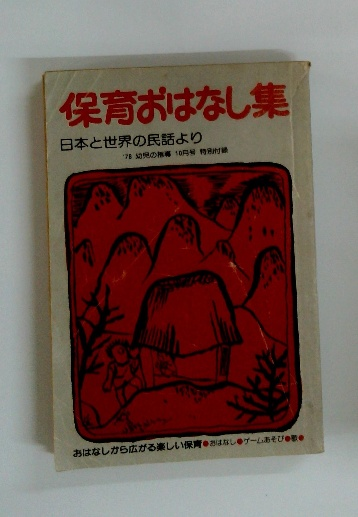 保育おはなし集
日本と世界の民話より
'78 幼児の指導 10月号 特別付録
おはなしから広がる楽しい保育●おはなし●ゲームあそび●歌●